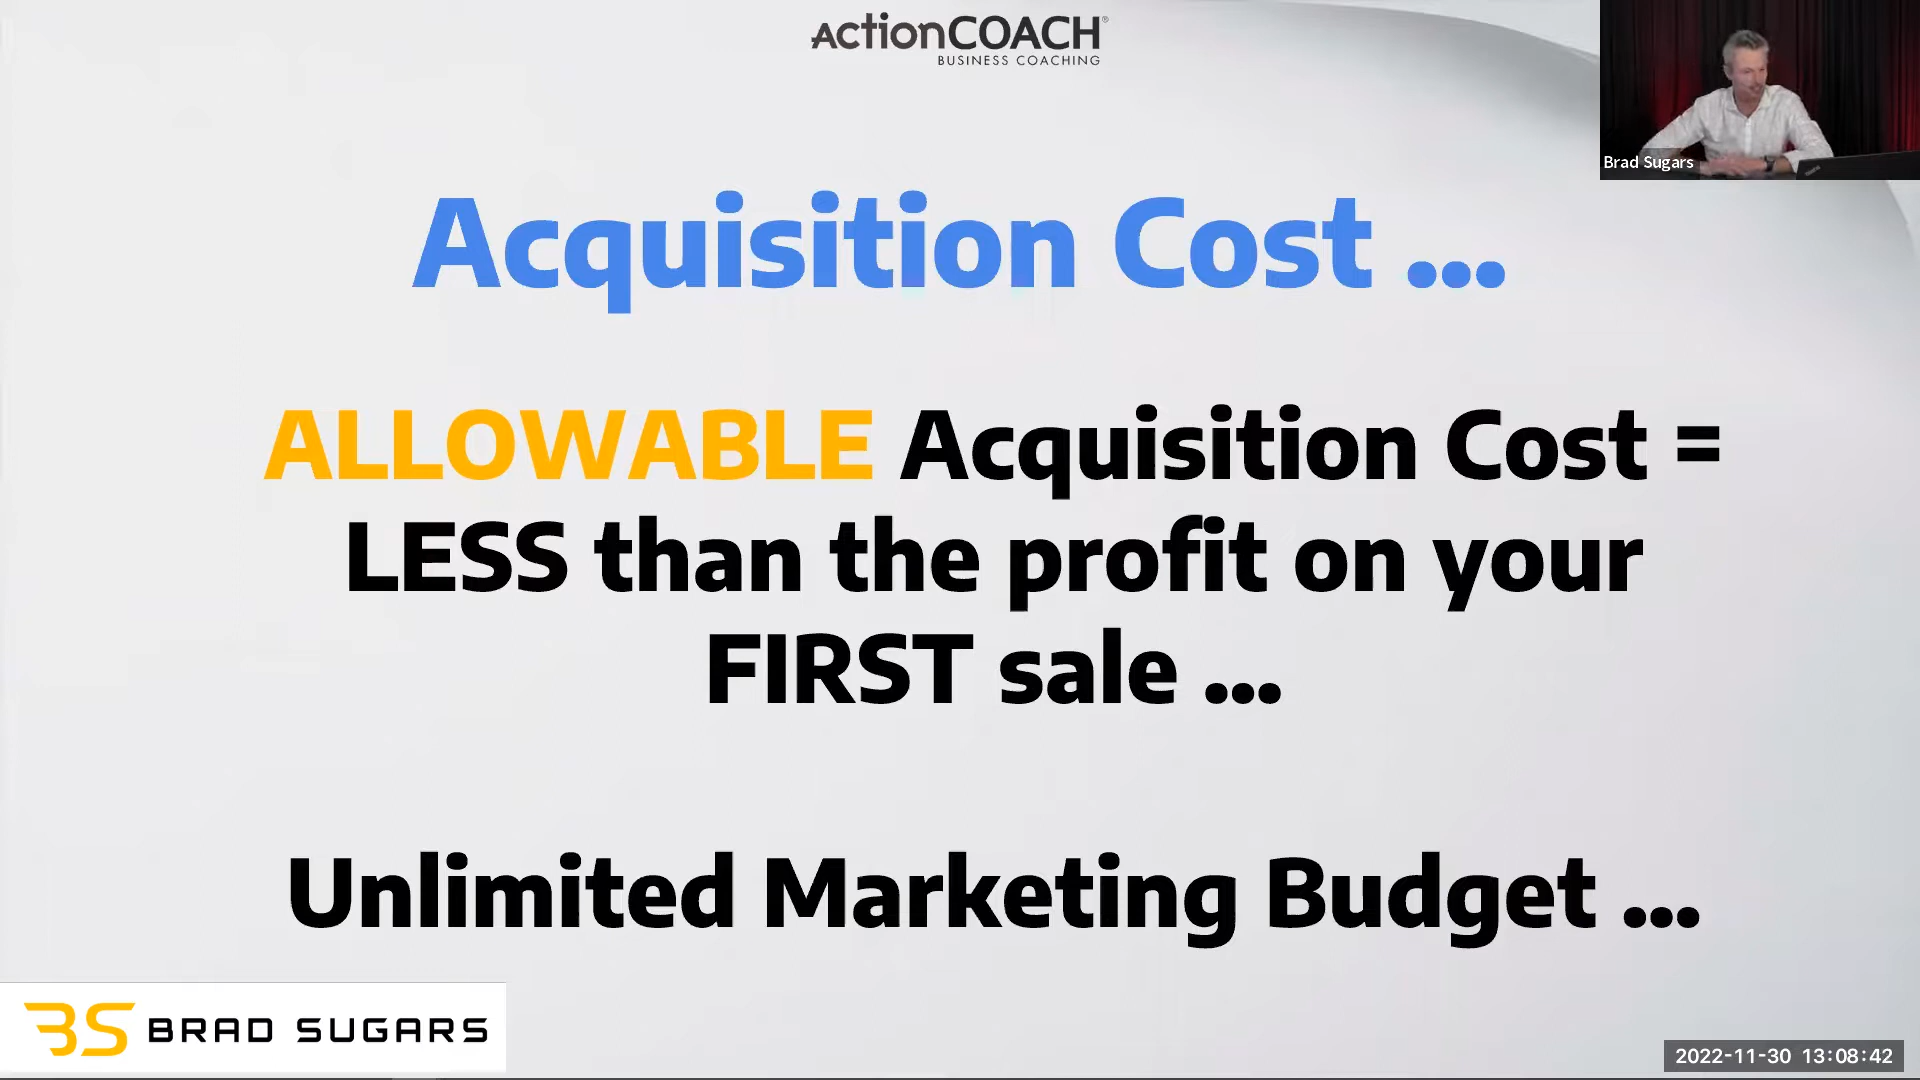 actionCOACH®
BUSINESS COACHING
Brad Sugars
Acquisition Cost ...
ALLOWABLE Acquisition Cost =
LESS than the profit on your
FIRST sale ...
Unlimited Marketing Budget ...
BS BRAD SUGARS
2022-11-30 13:08:42